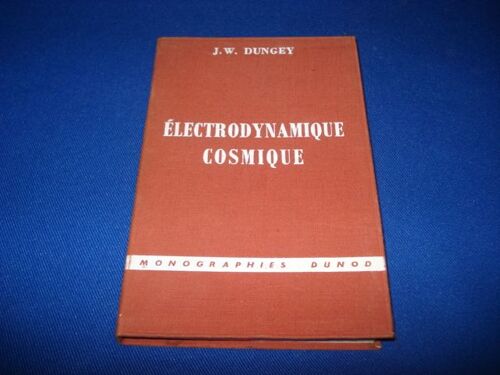 J. W. DUNGEY
ÉLECTRODYNAMIQUE
COSMIQUE
MONOGRAPHIES DUNOD